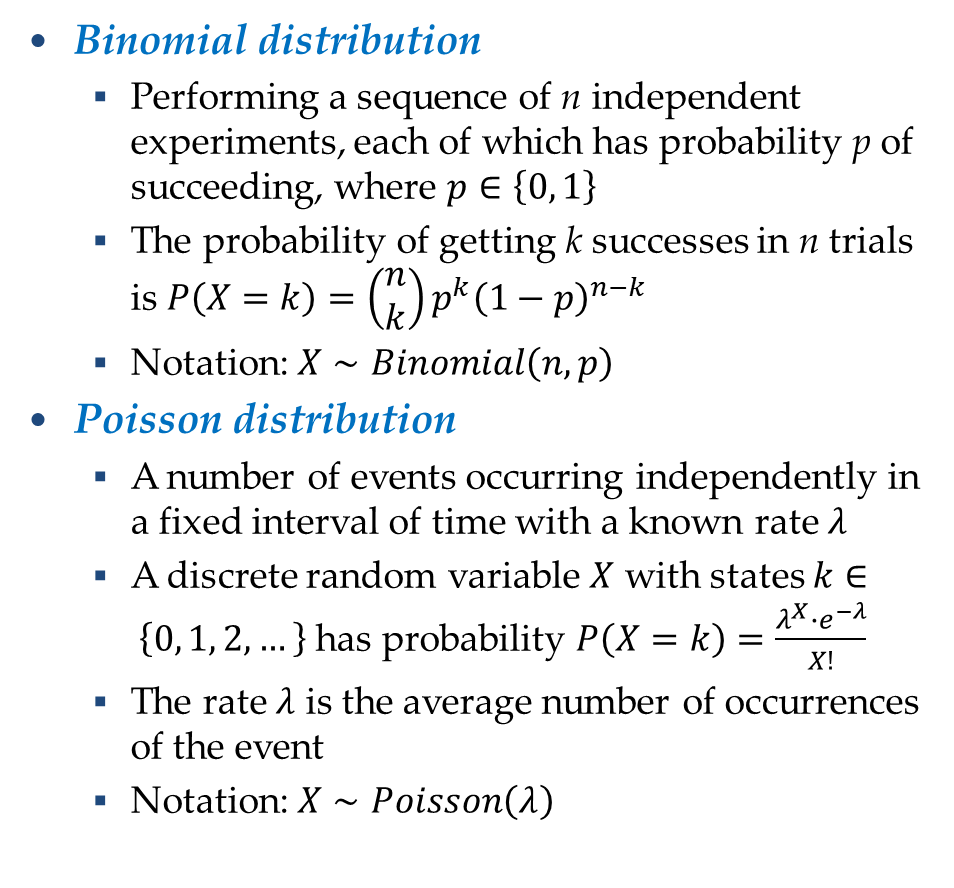 • Binomial distribution
▪ Performing a sequence of n independent
experiments, each of which has probability p of
succeeding, where p ∈ {0, 1}
▪ The probability of getting k successes in n trials
is P(X = k) = (n k) p^k (1 − p)^{n−k}
▪ Notation: X ~ Binomial(n, p)
• Poisson distribution
▪ A number of events occurring independently in
a fixed interval of time with a known rate λ
▪ A discrete random variable X with states k ∈
{0, 1, 2, … } has probability P(X = k) = λ^X·e^{−λ} / X!
▪ The rate λ is the average number of occurrences
of the event
▪ Notation: X ~ Poisson(λ)